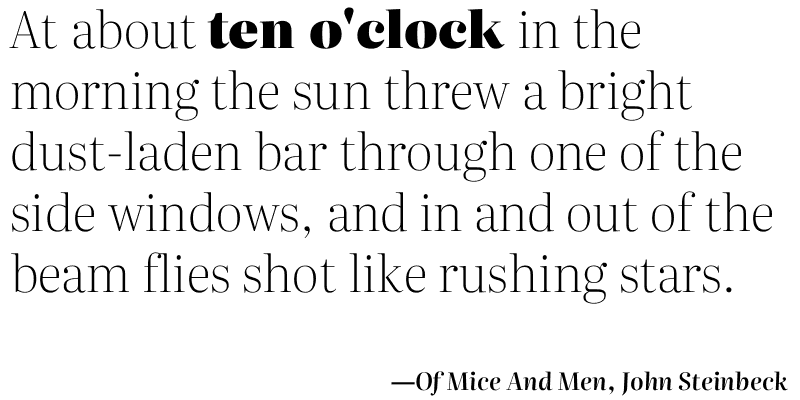 At about ten o'clock in the
morning the sun threw a bright
dust-laden bar through one of the
side windows, and in and out of the
beam flies shot like rushing stars.
—Of Mice And Men, John Steinbeck